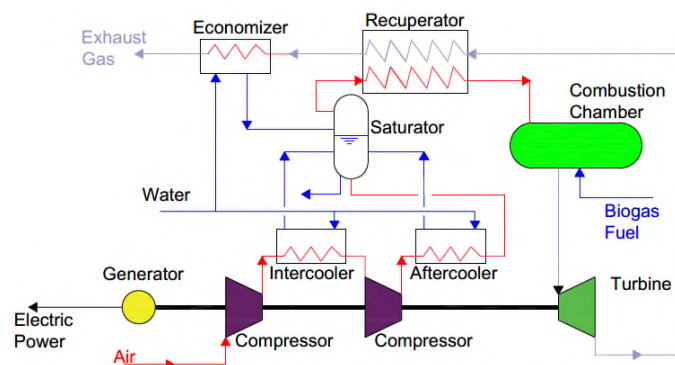 Economizer
Recuperator
Exhaust
Gas
Combustion
Chamber
Saturator
Water
Biogas
Fuel
Intercooler
Aftercooler
Generator
Turbine
Electric
Power
Compressor
Compressor
Air